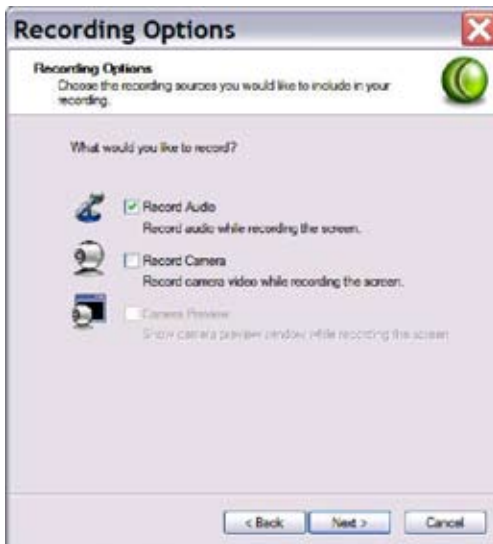 Recording Options
Recording Options
Choose the recording sources you would like to include in your
recording.
What would you like to record?
Record Audio
Record audio while recording the screen.
Record Camera
Record camera video while recording the screen.
Camera Preview
Show camera preview window while recording the screen
< Back
Next >
Cancel